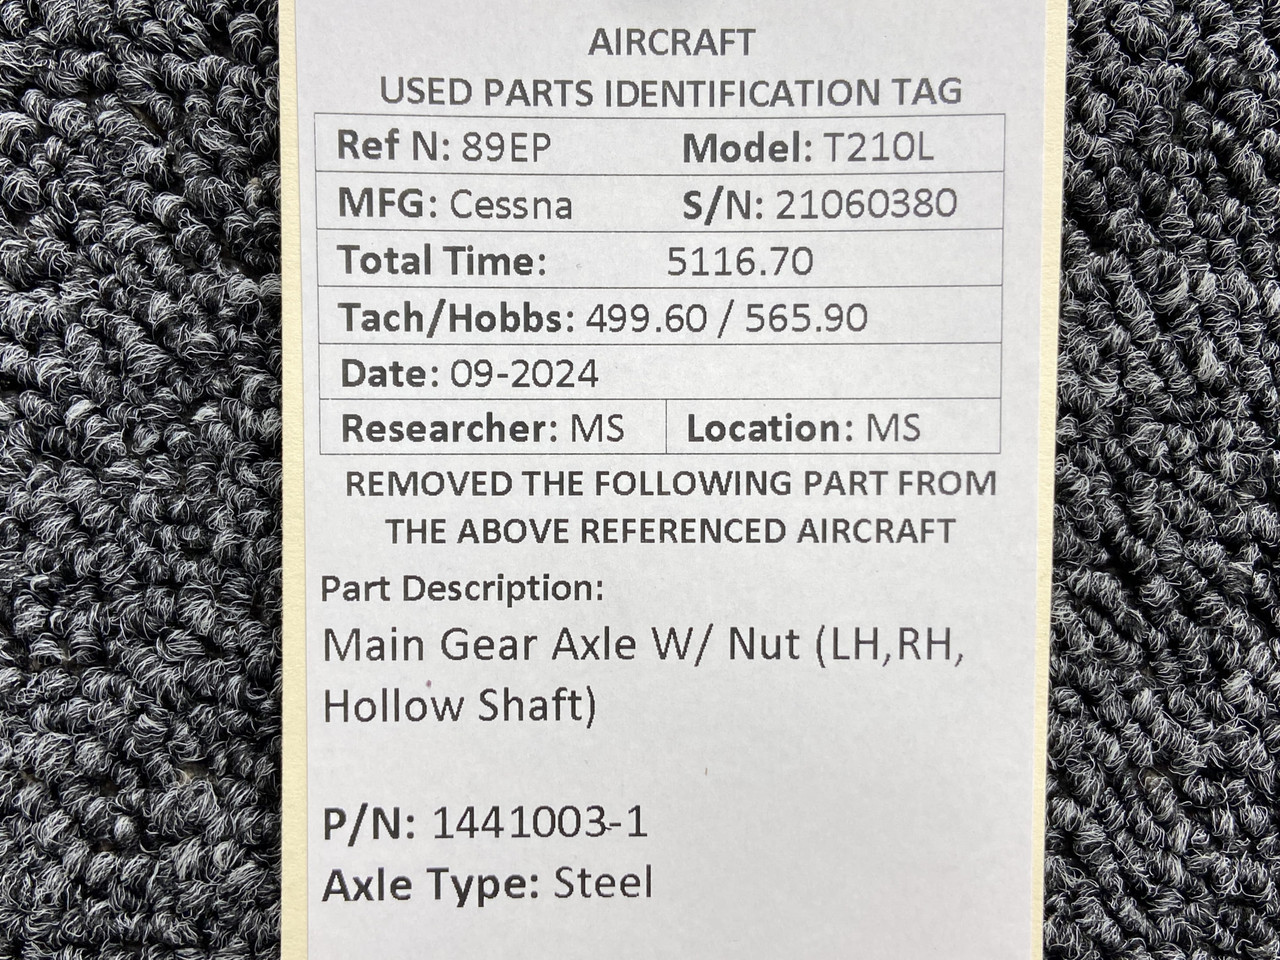 AIRCRAFT
USED PARTS IDENTIFICATION TAG
Ref N: 89EP Model: T210L
MFG: Cessna S/N: 21060380
Total Time: 5116.70
Tach/Hobbs: 499.60 / 565.90
Date: 09-2024
Researcher: MS Location: MS
REMOVED THE FOLLOWING PART FROM
THE ABOVE REFERENCED AIRCRAFT
Part Description:
Main Gear Axle W/ Nut (LH,RH,
Hollow Shaft)
P/N: 1441003-1
Axle Type: Steel